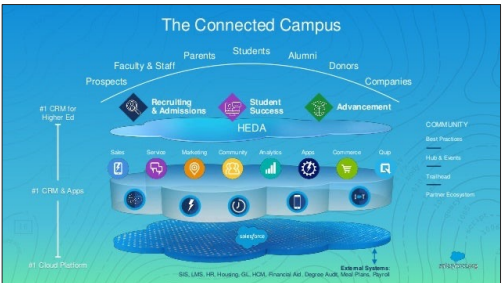 The Connected Campus
Students
Parents
Alumni
Faculty & Staff
Donors
Prospects
Companies
Recruiting
& Admissions
Student
Success
Advancement
#1 CRM for
Higher Ed
HEDA
COMMUNITY
Best Practices
Hub & Events
Trailhead
Partner Ecosystem
Sales
Service
Marketing
Community
Analytics
Apps
Commerce
Quip
#1 CRM & Apps
salesforce
#1 Cloud Platform
External Systems:
SIS, LMS, HR, Housing, GL, HCM, Financial Aid, Degree Audit, Meal Plans, Payroll